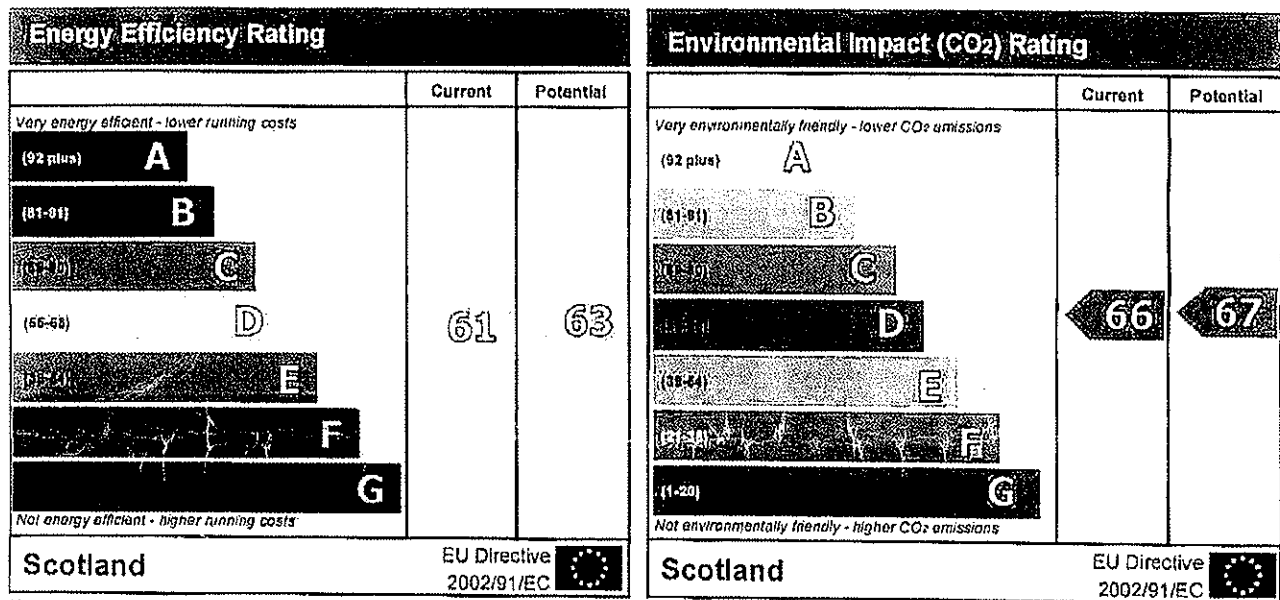 Energy Efficiency Rating
Current Potential
Very energy efficient - lower running costs
(92 plus) A
(81-91) B
C
(55-68) D
61 63
E
F
G
Not energy efficient - higher running costs
Scotland
EU Directive
2002/91/EC
Environmental Impact (CO2) Rating
Current Potential
Very environmentally friendly - lower CO2 emissions
(92 plus) A
(81-91) B
C
D
66 67
E
F
(1-20) G
Not environmentally friendly - higher CO2 emissions
Scotland
EU Directive
2002/91/EC